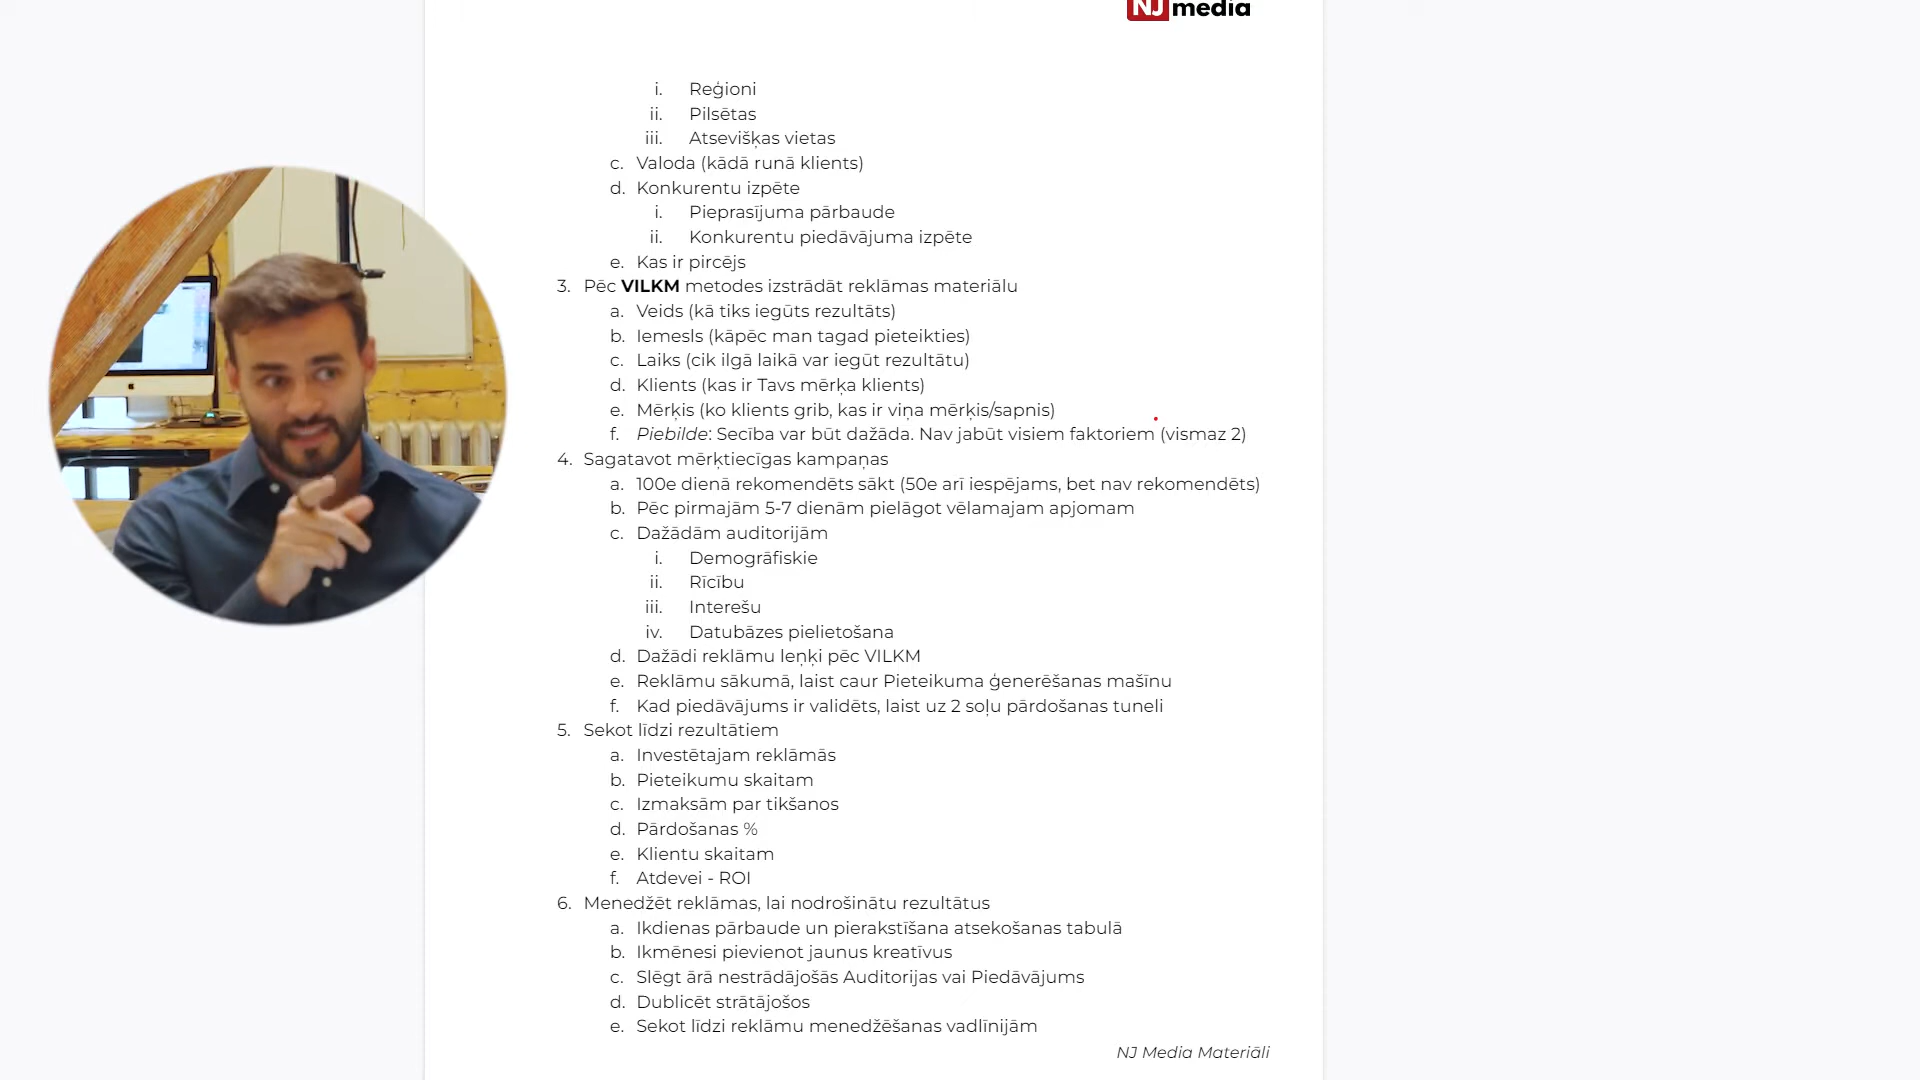 NJ media
i. Reģioni
ii. Pilsētas
iii. Atsevišķas vietas
c. Valoda (kādā runā klients)
d. Konkurentu izpēte
i. Pieprasījuma pārbaude
ii. Konkurentu piedāvājuma izpēte
e. Kas ir pircējs
3. Pēc VILKM metodes izstrādāt reklāmas materiālu
a. Veids (kā tiks iegūts rezultāts)
b. Iemesls (kāpēc man tagad pieteikties)
c. Laiks (cik ilgā laikā var iegūt rezultātu)
d. Klients (kas ir Tavs mērķa klients)
e. Mērķis (ko klients grib, kas ir viņa mērķis/sapnis)
f. Piebilde: Secība var būt dažāda. Nav jabūt visiem faktoriem (vismaz 2)
4. Sagatavot mērķtiecīgas kampaņas
a. 100e dienā rekomendēts sākt (50e arī iespējams, bet nav rekomendēts)
b. Pēc pirmajām 5-7 dienām pielāgot vēlamajam apjomam
c. Dažādām auditorijām
i. Demogrāfiskie
ii. Rīcību
iii. Interešu
iv. Datubāzes pielietošana
d. Dažādi reklāmu leņķi pēc VILKM
e. Reklāmu sākumā, laist caur Pieteikuma ģenerēšanas mašīnu
f. Kad piedāvājums ir validēts, laist uz 2 soļu pārdošanas tuneli
5. Sekot līdzi rezultātiem
a. Investētajam reklāmās
b. Pieteikumu skaitam
c. Izmaksām par tikšanos
d. Pārdošanas %
e. Klientu skaitam
f. Atdevei - ROI
6. Menedžēt reklāmas, lai nodrošinātu rezultātus
a. Ikdienas pārbaude un pierakstīšana atsekošanas tabulā
b. Ikmēnesi pievienot jaunus kreatīvus
c. Slēgt ārā nestrādājošās Auditorijas vai Piedāvājums
d. Dublicēt strātājošos
e. Sekot līdzi reklāmu menedžēšanas vadlīnijām
NJ Media Materiāli